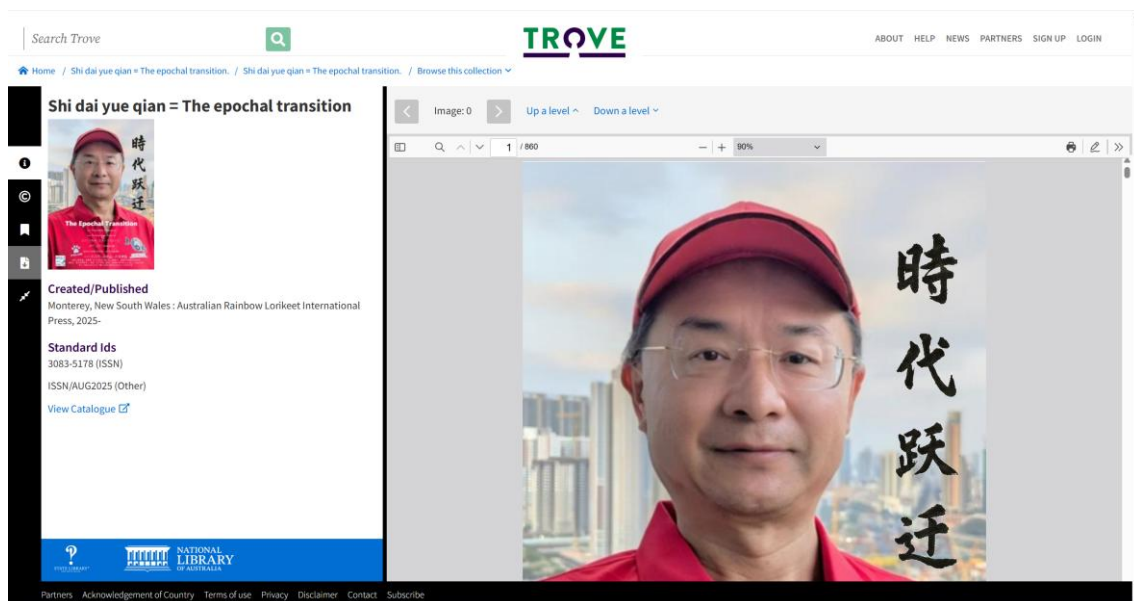 Search Trove
TROVE
ABOUT HELP NEWS PARTNERS SIGN UP LOGIN
Home / Shi dai yue qian = The epochal transition. / Shi dai yue qian = The epochal transition. / Browse this collection
Shi dai yue qian = The epochal transition
時代跃迁
The Epochal Transition
Created/Published
Monterey, New South Wales : Australian Rainbow Lorikeet International
Press, 2025-
Standard Ids
3083-5178 (ISSN)
ISSN/AUG2025 (Other)
View Catalogue
NATIONAL
LIBRARY
OF AUSTRALIA
Image: 0 Up a level Down a level
1 / 860 90%
時代跃迁
Partners Acknowledgement of Country Terms of use Privacy Disclaimer Contact Subscribe